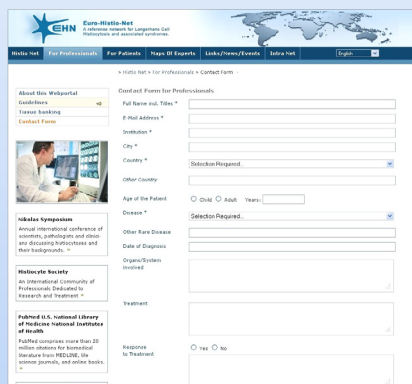 EHN
Euro-
Histio-Net
A reference network for Langerhans Cell
Histiocytosis and associated syndromes.
Histio Net
For Professionals
For Patients
Maps Of Experts
Links/News/Events
Intra Net
English
» Histio Net » For Professionals » Contact Form
About this Webportal
Guidelines
Tissue banking
Contact Form
Nikolas Symposium
Annual international conference of
scientists, pathologists and clinici-
ans discussing histiocytoses and
their backgrounds. »
Histiocyte Society
An International Community of
Professionals Dedicated to
Research and Treatment »
PubMed U.S. National Library
of Medicine National Institutes
of Health
PubMed comprises more than 20
million citations for biomedical
literature from MEDLINE, life
science journals, and online books.
»
Contact Form for Professionals
Full Name incl. Titles *
E-Mail Address *
Institution *
City *
Country *
Selection Required..
Other Country
Age of the Patient
Child
Adult
Years:
Disease *
Selection Required..
Other Rare Disease
Date of Diagnosis
Organs/System
Involved
Treatment
Response
to Treatment
Yes
No